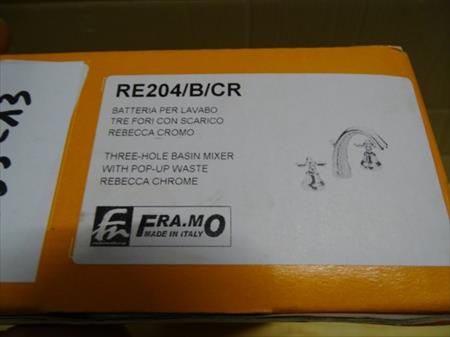 RE204/B/CR
BATTERIA PER LAVABO
TRE FORI CON SCARICO
REBECCA CROMO
THREE-HOLE BASIN MIXER
WITH POP-UP WASTE
REBECCA CHROME
FRA.MO
MADE IN ITALY